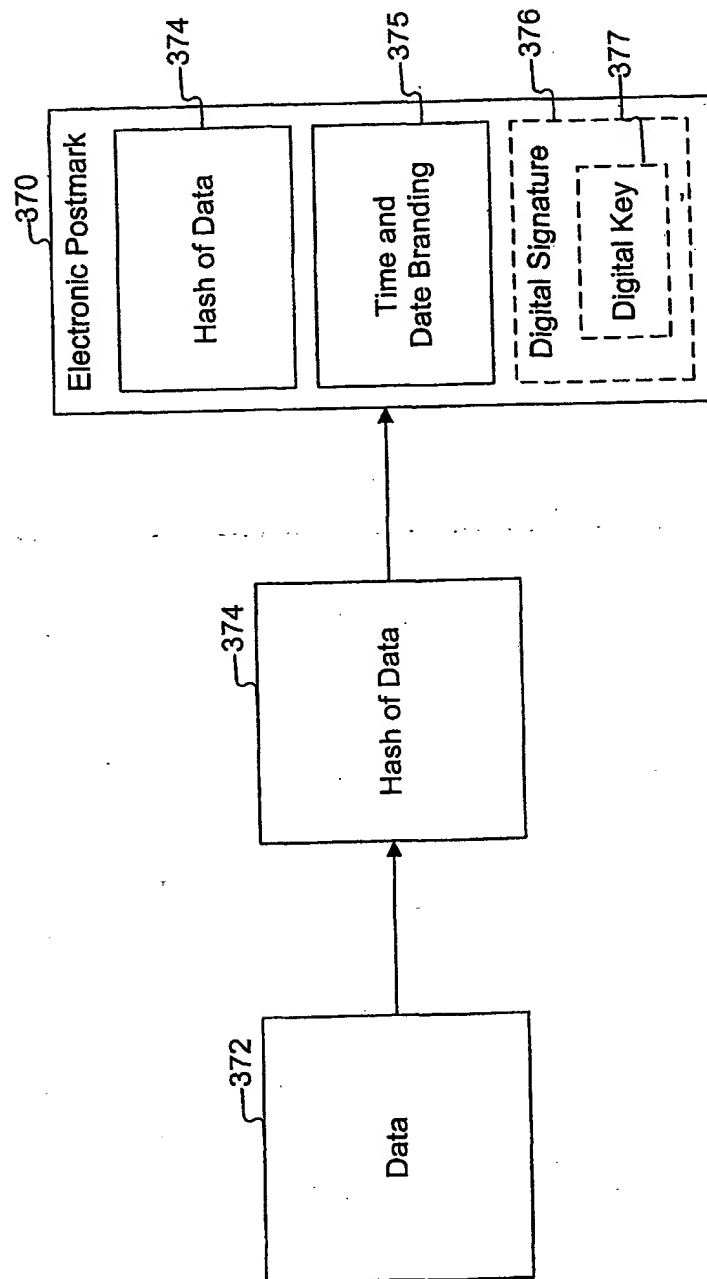 370
Electronic Postmark
Hash of Data
374
Time and
Date Branding
375
Digital Signature
376
Digital Key
377
374
Hash of Data
372
Data